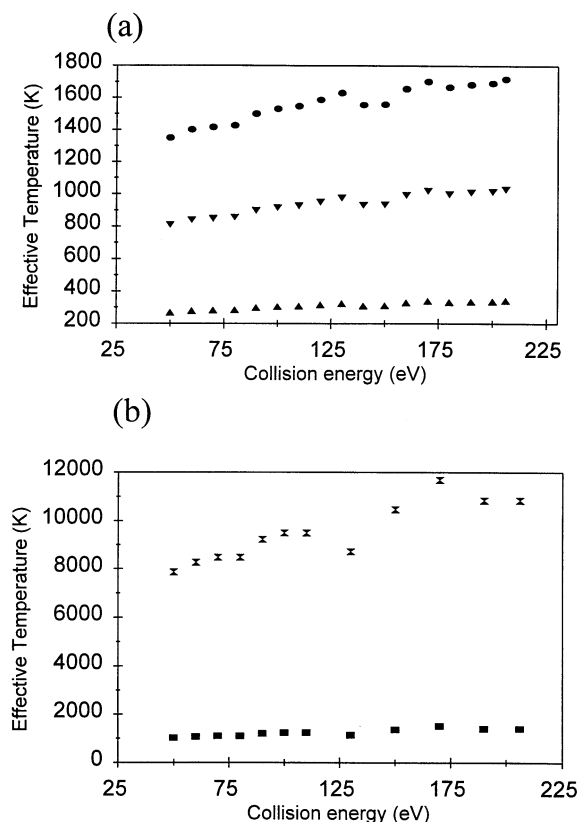 (a)
Effective Temperature (K)
1800
1600
1400
1200
1000
800
600
400
200
25 75 125 175 225
Collision energy (eV)
(b)
Effective Temperature (K)
12000
10000
8000
6000
4000
2000
0
25 75 125 175 225
Collision energy (eV)